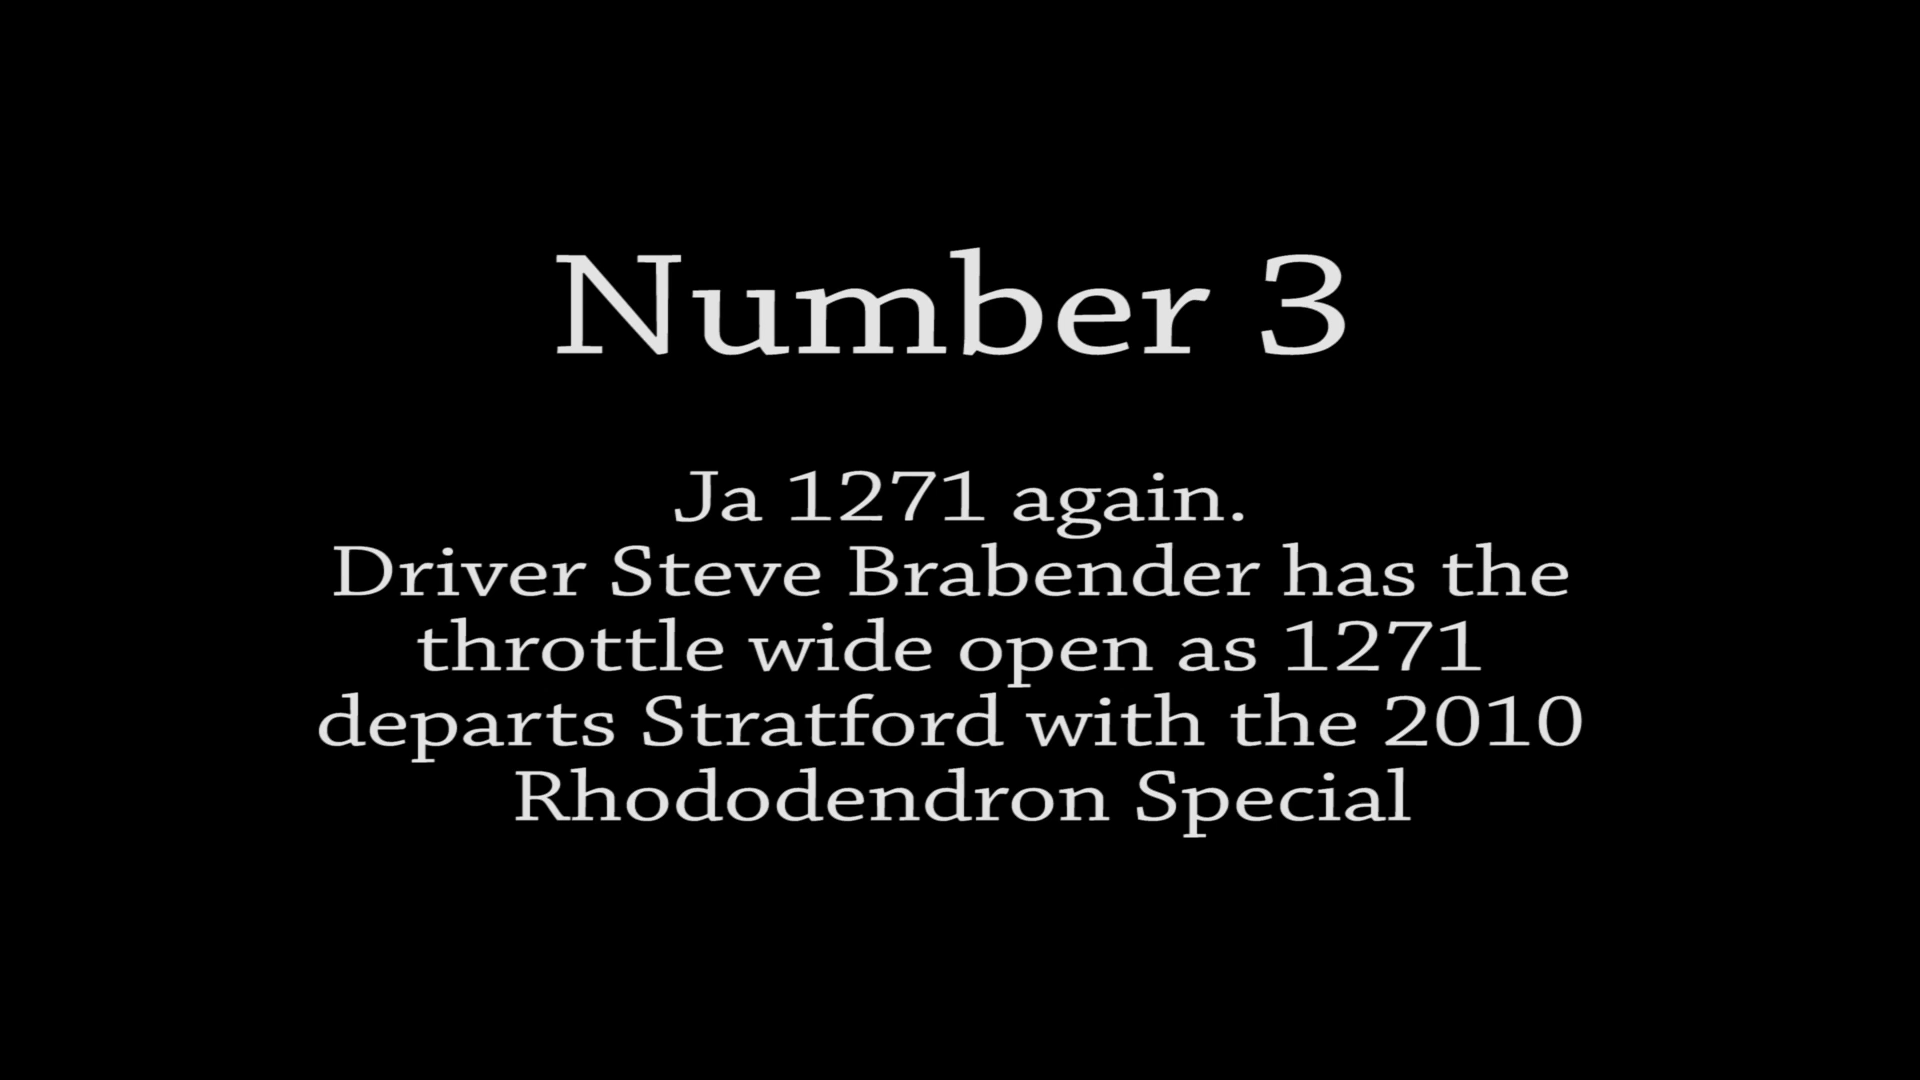 Number 3
Ja 1271 again.
Driver Steve Brabender has the
throttle wide open as 1271
departs Stratford with the 2010
Rhododendron Special